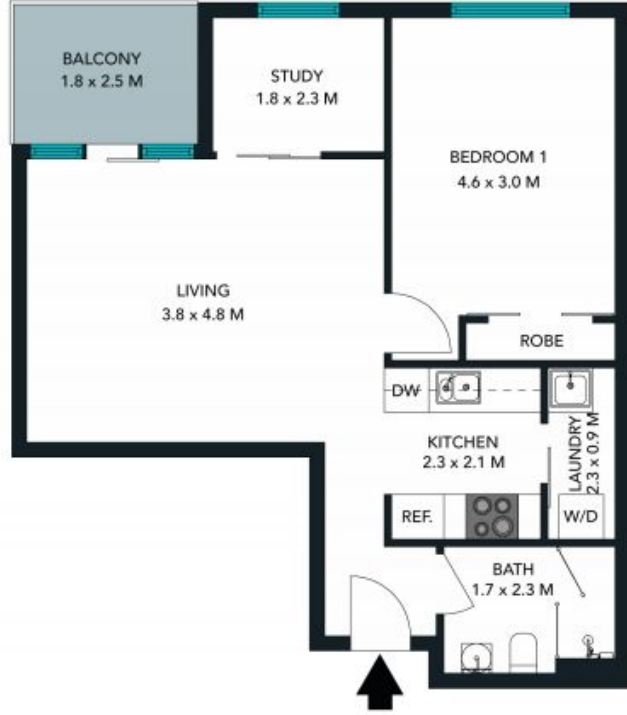 BALCONY
1.8 x 2.5 M
STUDY
1.8 x 2.3 M
BEDROOM 1
4.6 x 3.0 M
LIVING
3.8 x 4.8 M
ROBE
DW
KITCHEN
2.3 x 2.1 M
LAUNDRY
2.3 x 0.9 M
REF.
W/D
BATH
1.7 x 2.3 M